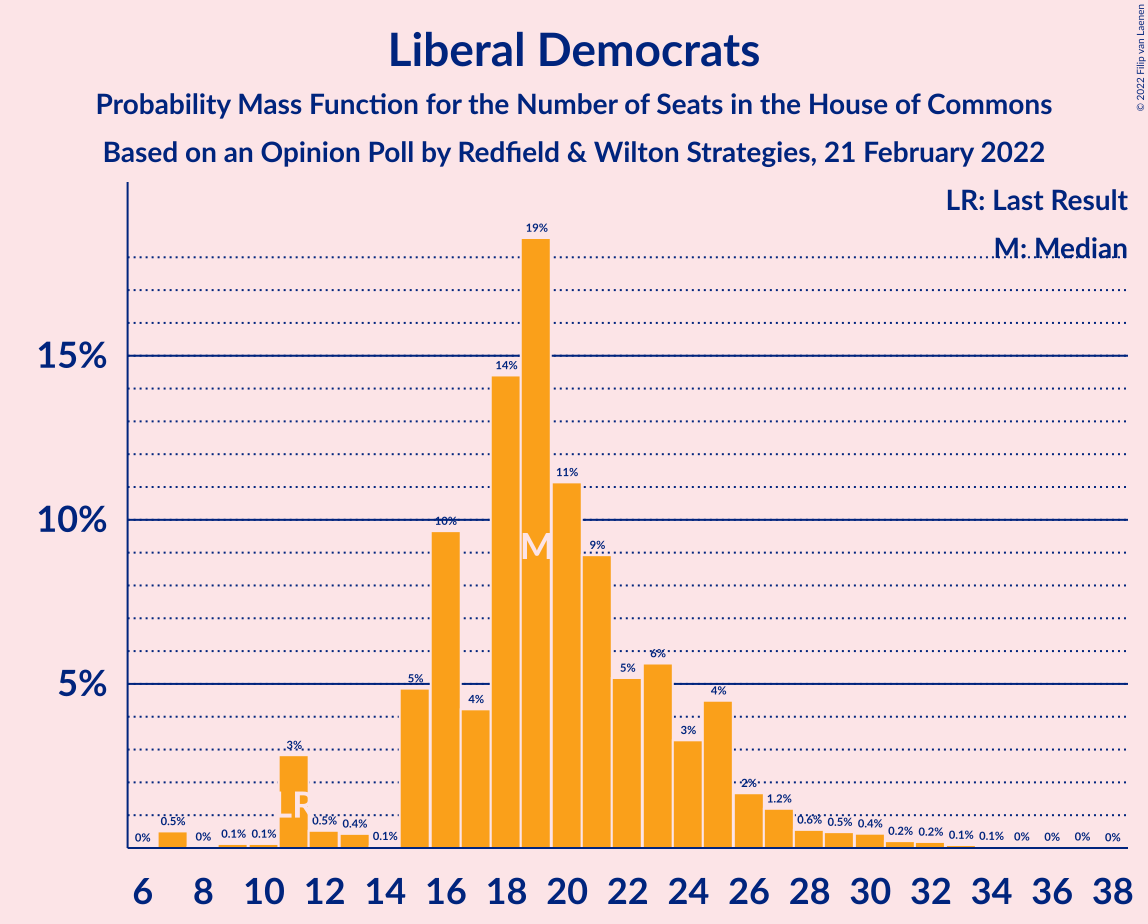 Liberal Democrats
Probability Mass Function for the Number of Seats in the House of Commons
Based on an Opinion Poll by Redfield & Wilton Strategies, 21 February 2022
© 2022 Filip van Laenen
LR: Last Result
M: Median
15%
10%
5%
0% 0.5% 0% 0.1% 0.1% 3% 0.5% 0.4% 0.1% 5% 10% 4% 14% 19% 11% 9% 5% 6% 3% 4% 2% 1.2% 0.6% 0.5% 0.4% 0.2% 0.2% 0.1% 0.1% 0% 0% 0% 0%
LR
M
6 8 10 12 14 16 18 20 22 24 26 28 30 32 34 36 38